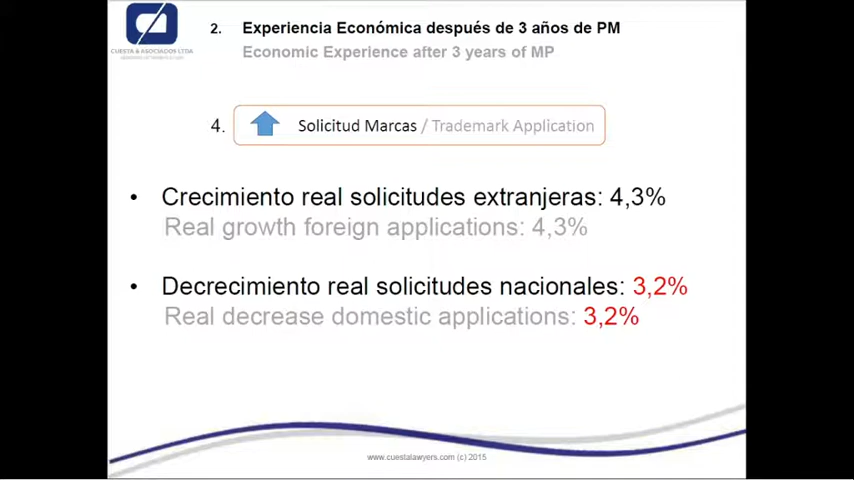 CUESTA & ASOCIADOS LTDA
2. Experiencia Económica después de 3 años de PM
Economic Experience after 3 years of MP
4. Solicitud Marcas / Trademark Application
• Crecimiento real solicitudes extranjeras: 4,3%
Real growth foreign applications: 4,3%
• Decrecimiento real solicitudes nacionales: 3,2%
Real decrease domestic applications: 3,2%
www.cuestalawyers.com (c) 2015